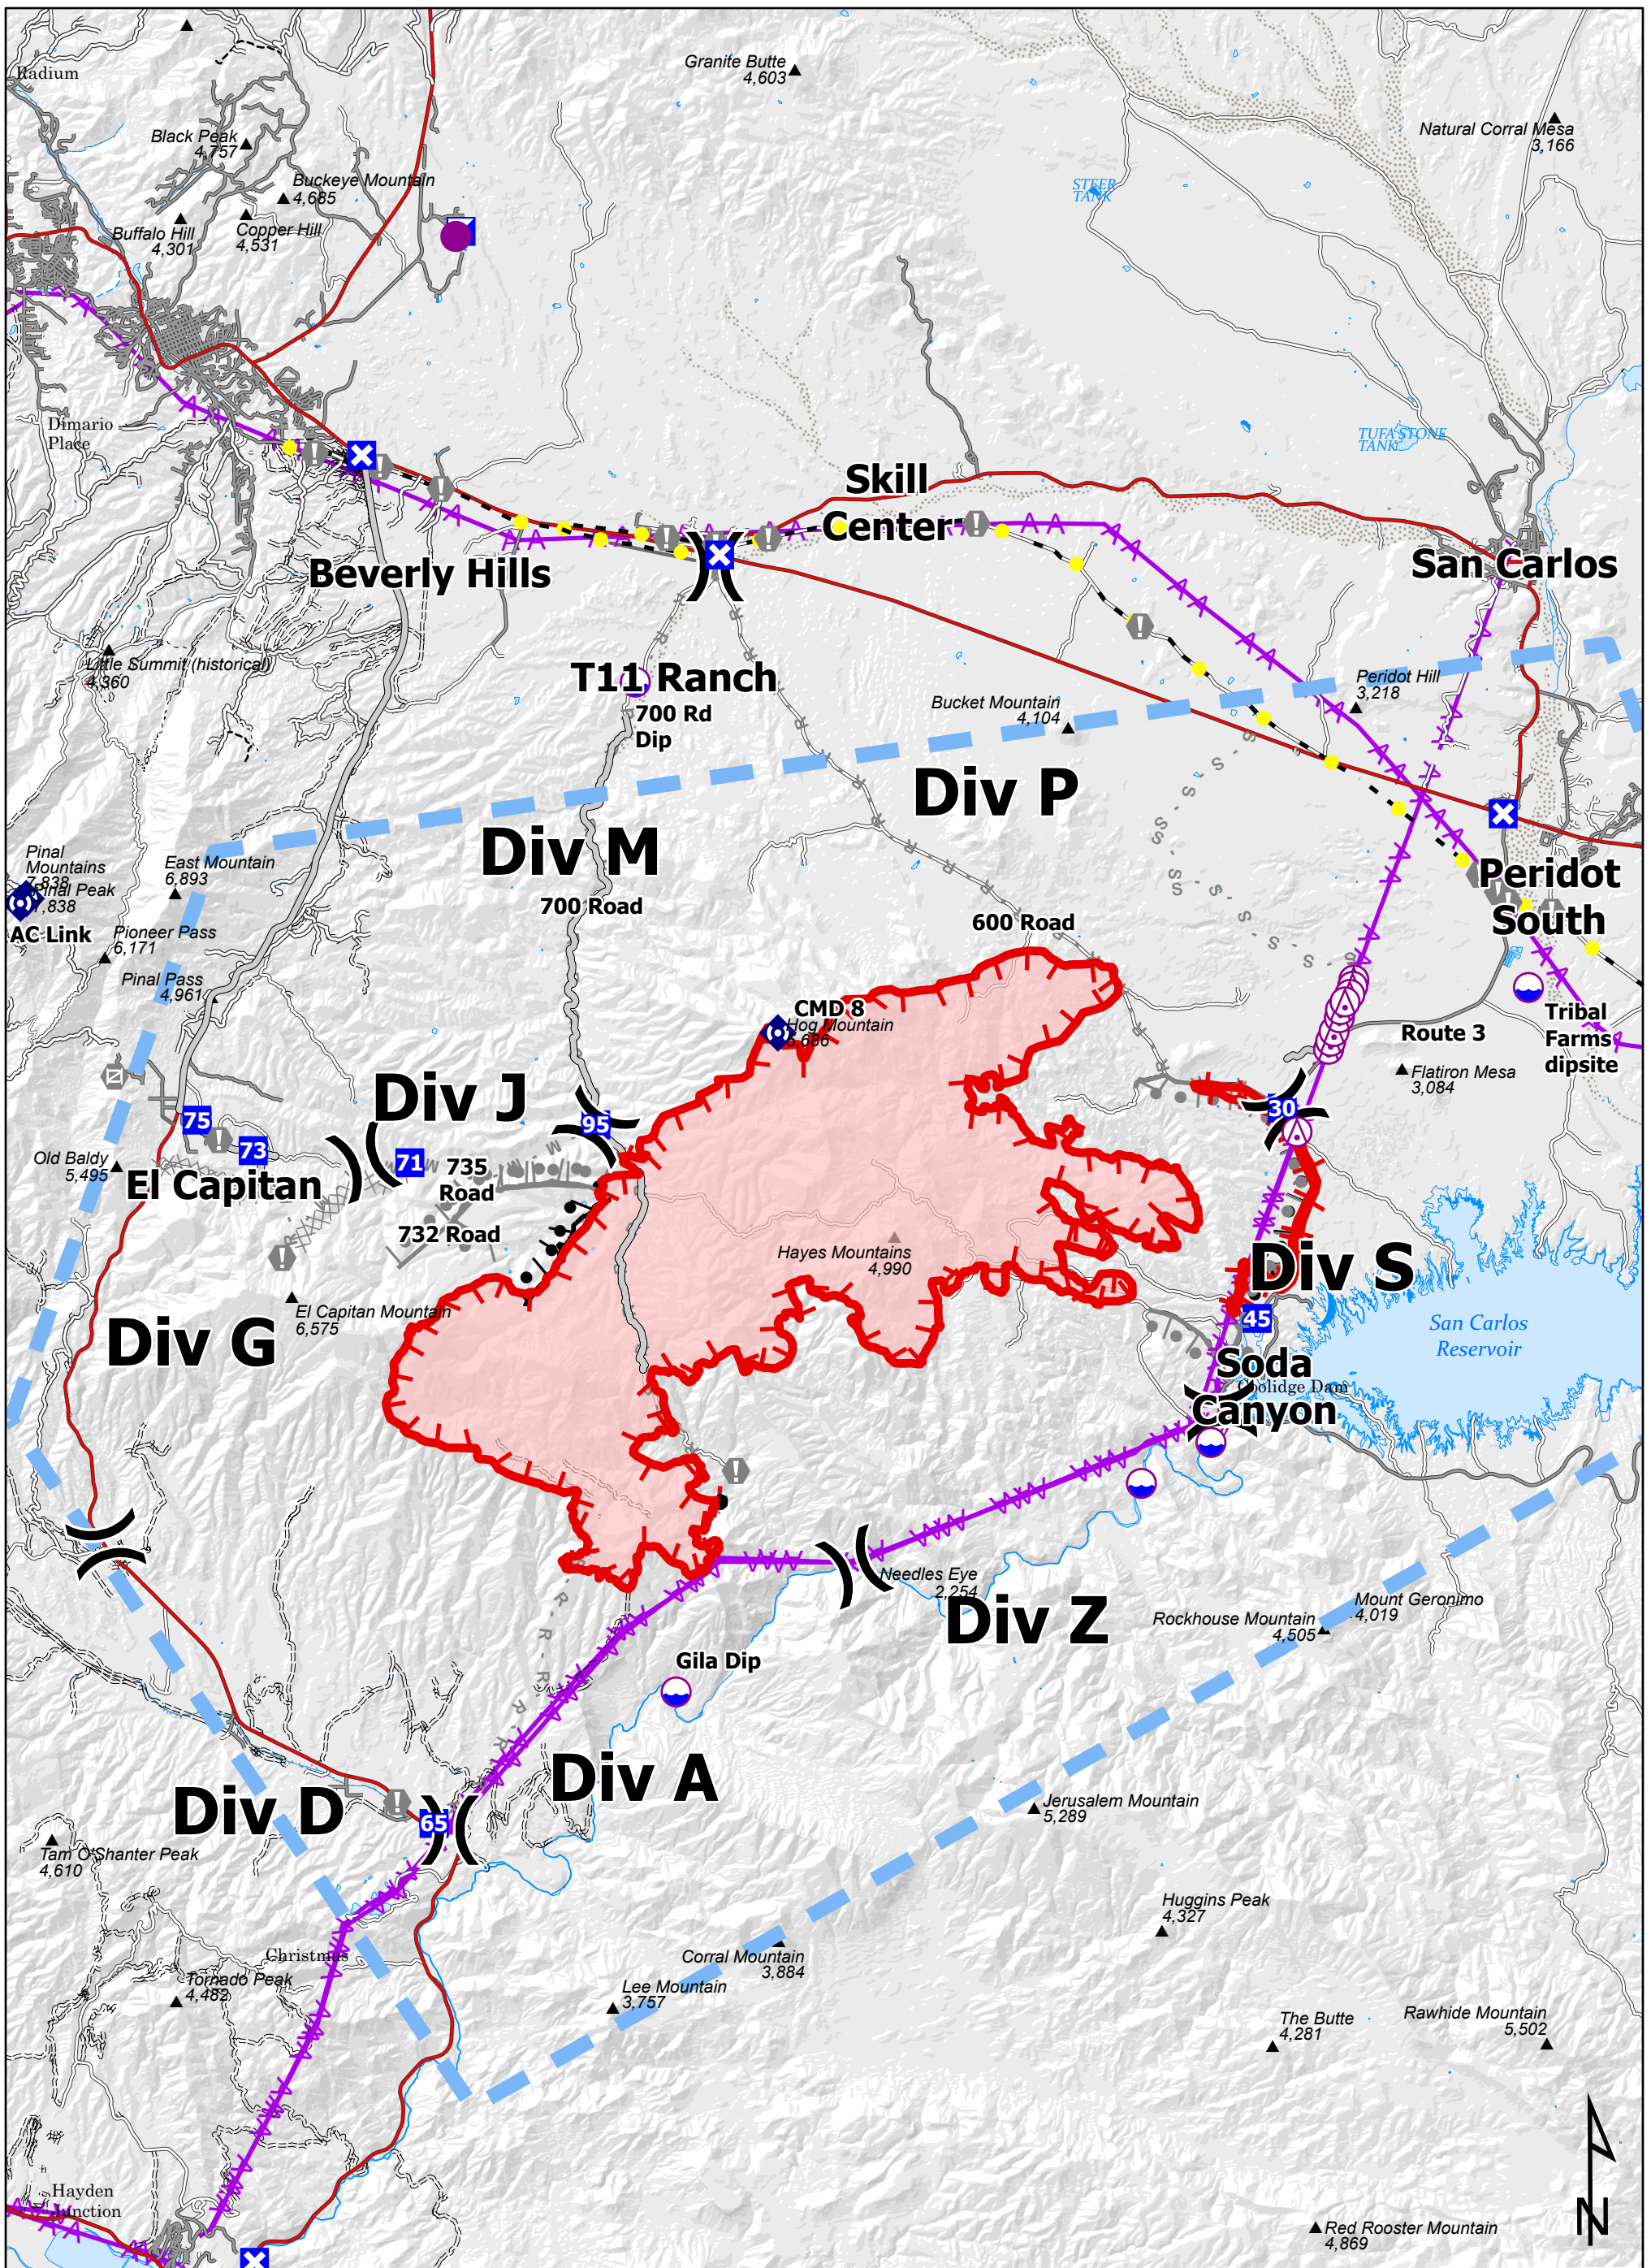 Granite Butte
4,603
Radium
Natural Corral Mesa
3,166
Black Peak
4,757
Buckeye Mountain
4,685
STEER
TANK
Buffalo Hill
4,301
Copper Hill
4,531
Dimario
Place
TUFA STONE
TANK
Skill
Center
San Carlos
Beverly Hills
Little Summit (historical)
4,360
T11 Ranch
700 Rd
Dip
Peridot Hill
3,218
Bucket Mountain
4,104
Div P
Div M
Pinal
Mountains
7,838
Pinal Peak
7,838
AC Link
East Mountain
6,893
Peridot
South
700 Road
600 Road
Pioneer Pass
6,171
Pinal Pass
4,961
CMD 8
Hog Mountain
5,686
Tribal
Farms
dipsite
Route 3
Flatiron Mesa
3,084
Div J
30
75
95
73
71
Old Baldy
5,495
El Capitan
735
Road
732 Road
Hayes Mountains
4,990
Div S
El Capitan Mountain
6,575
45
San Carlos
Reservoir
Div G
Soda
Canyon
Coolidge Dam
Needles Eye
2,254
Div Z
Mount Geronimo
4,019
Rockhouse Mountain
4,505
Gila Dip
Div A
Div D
65
Jerusalem Mountain
5,289
Tam O'Shanter Peak
4,610
Huggins Peak
4,327
Christmas
Corral Mountain
3,884
Tornado Peak
4,482
Lee Mountain
3,757
The Butte
4,281
Rawhide Mountain
5,502
Hayden
Junction
N
Red Rooster Mountain
4,869